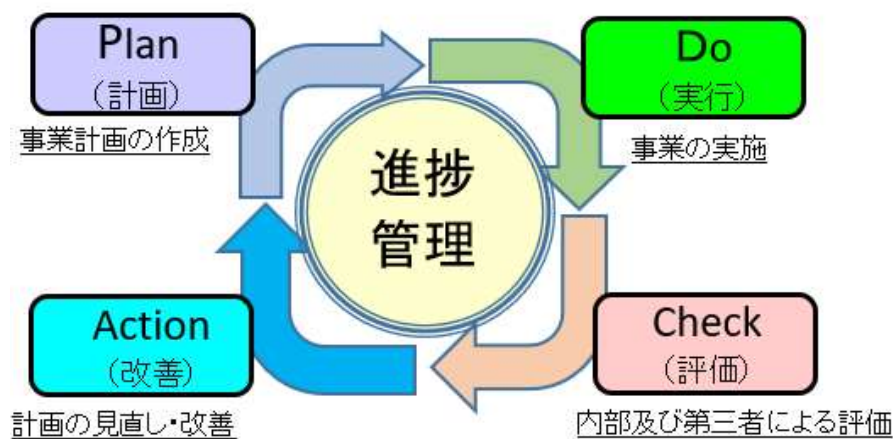 Plan
(計画)
事業計画の作成
Do
(実行)
事業の実施
進捗
管理
Action
(改善)
計画の見直し・改善
Check
(評価)
内部及び第三者による評価